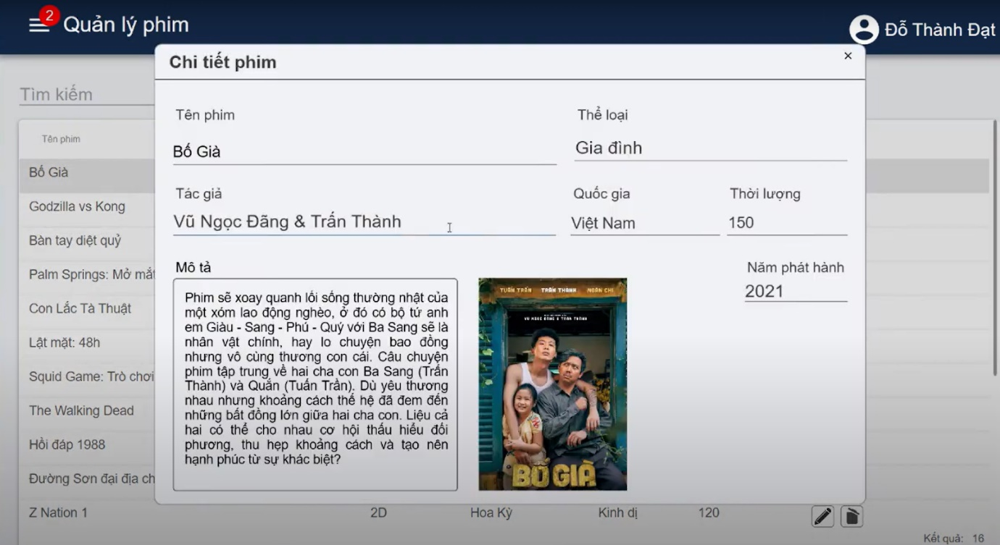 2
Quản lý phim
Đỗ Thành Đạt
Chi tiết phim
×
Tìm kiếm
Tên phim
Thể loại
Bố Già
Gia đình
Tác giả
Quốc gia
Thời lượng
Vũ Ngọc Đãng & Trấn Thành
Việt Nam
150
Mô tả
Năm phát hành
2021
Phim sẽ xoay quanh lối sống thường nhật của
một xóm lao động nghèo, ở đó có bộ tứ anh
em Giàu - Sang - Phú - Quý với Ba Sang sẽ là
nhân vật chính, hay lo chuyện bao đồng
nhưng vô cùng thương con cái. Câu chuyện
phim tập trung về hai cha con Ba Sang (Trấn
Thành) và Quắn (Tuấn Trần). Dù yêu thương
nhau nhưng khoảng cách thế hệ đã đem đến
những bất đồng lớn giữa hai cha con. Liệu cả
hai có thể cho nhau cơ hội thấu hiểu đối
phương, thu hẹp khoảng cách và tạo nên
hạnh phúc từ sự khác biệt?
TUẤN TRẦN TRẤN THÀNH NGÂN CHI
VŨ NGỌC ĐÃNG & TRẤN THÀNH
BỐ GIÀ
Tên phim
Bố Già
Godzilla vs Kong
Bàn tay diệt quỷ
Palm Springs: Mở mắt
Con Lắc Tà Thuật
Lật mặt: 48h
Squid Game: Trò chơi
The Walking Dead
Hồi đáp 1988
Đường Sơn đại địa ch
Z Nation 1 2D Hoa Kỳ Kinh dị 120
Kết quả: 16